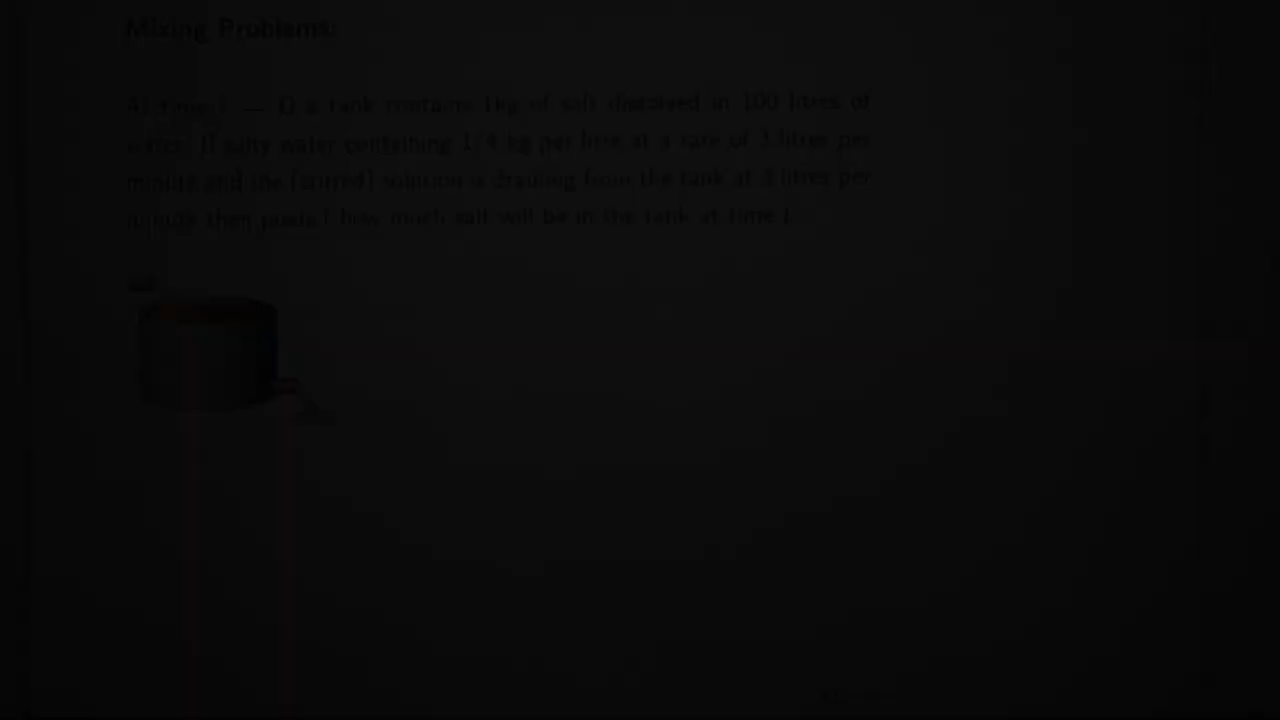 Mixing Problems:
At time t = 0 a tank contains 1kg of salt dissolved in 100 litres of
water. If salty water containing 1/4 kg per litre at a rate of 3 litres per
minute and the [stirred] solution is draining from the tank at 3 litres per
minute then how much salt will be in the tank at time t